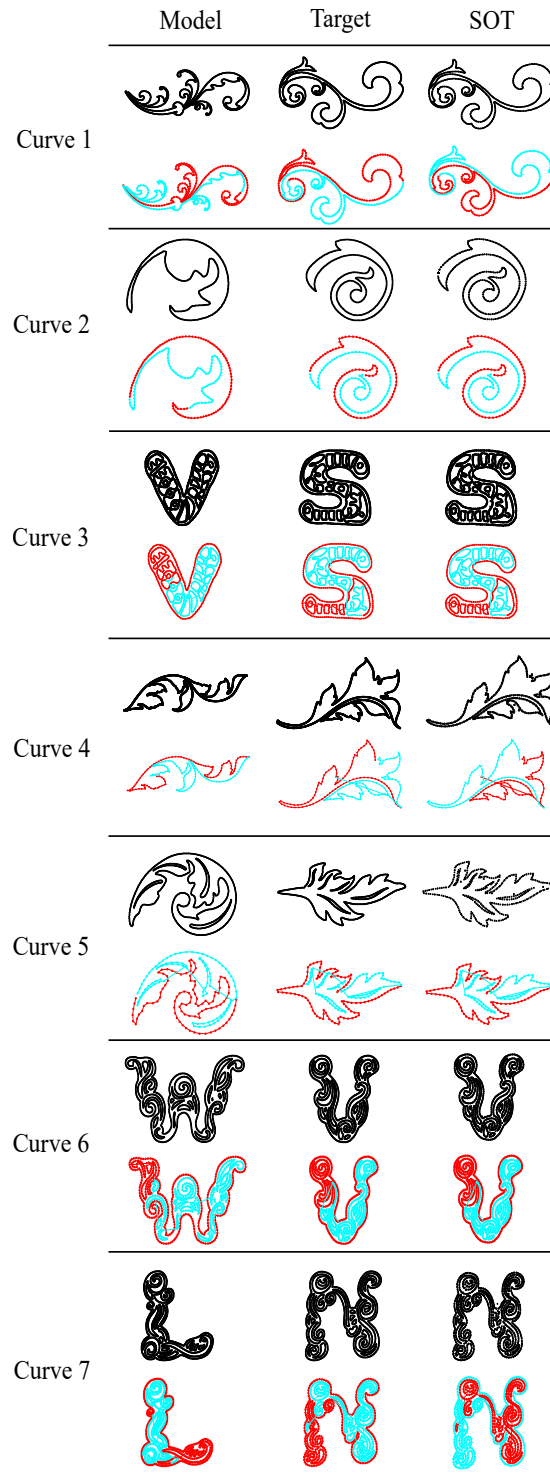 Model Target SOT
Curve 1
Curve 2
V S S
Curve 3
Curve 4
Curve 5
W V V
Curve 6
L N N
Curve 7